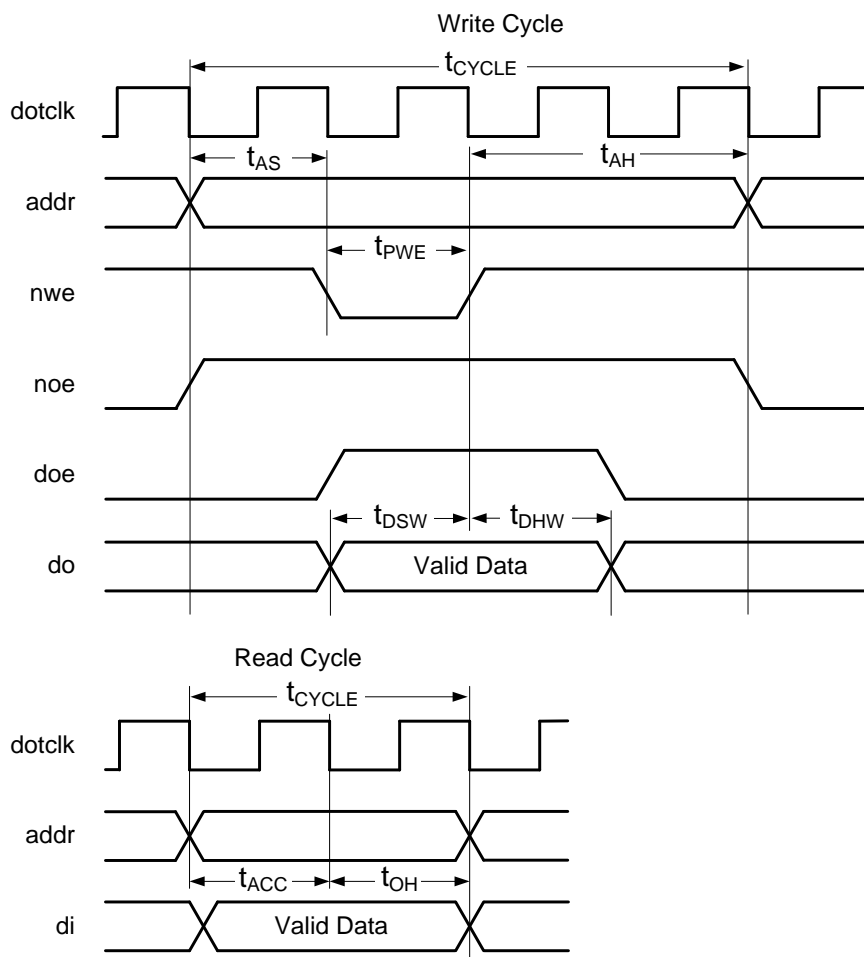 Write Cycle
tCYCLE
dotclk
tAS
tAH
addr
tPWE
nwe
noe
doe
tDSW
tDHW
do
Valid Data
Read Cycle
tCYCLE
dotclk
addr
tACC
tOH
di
Valid Data